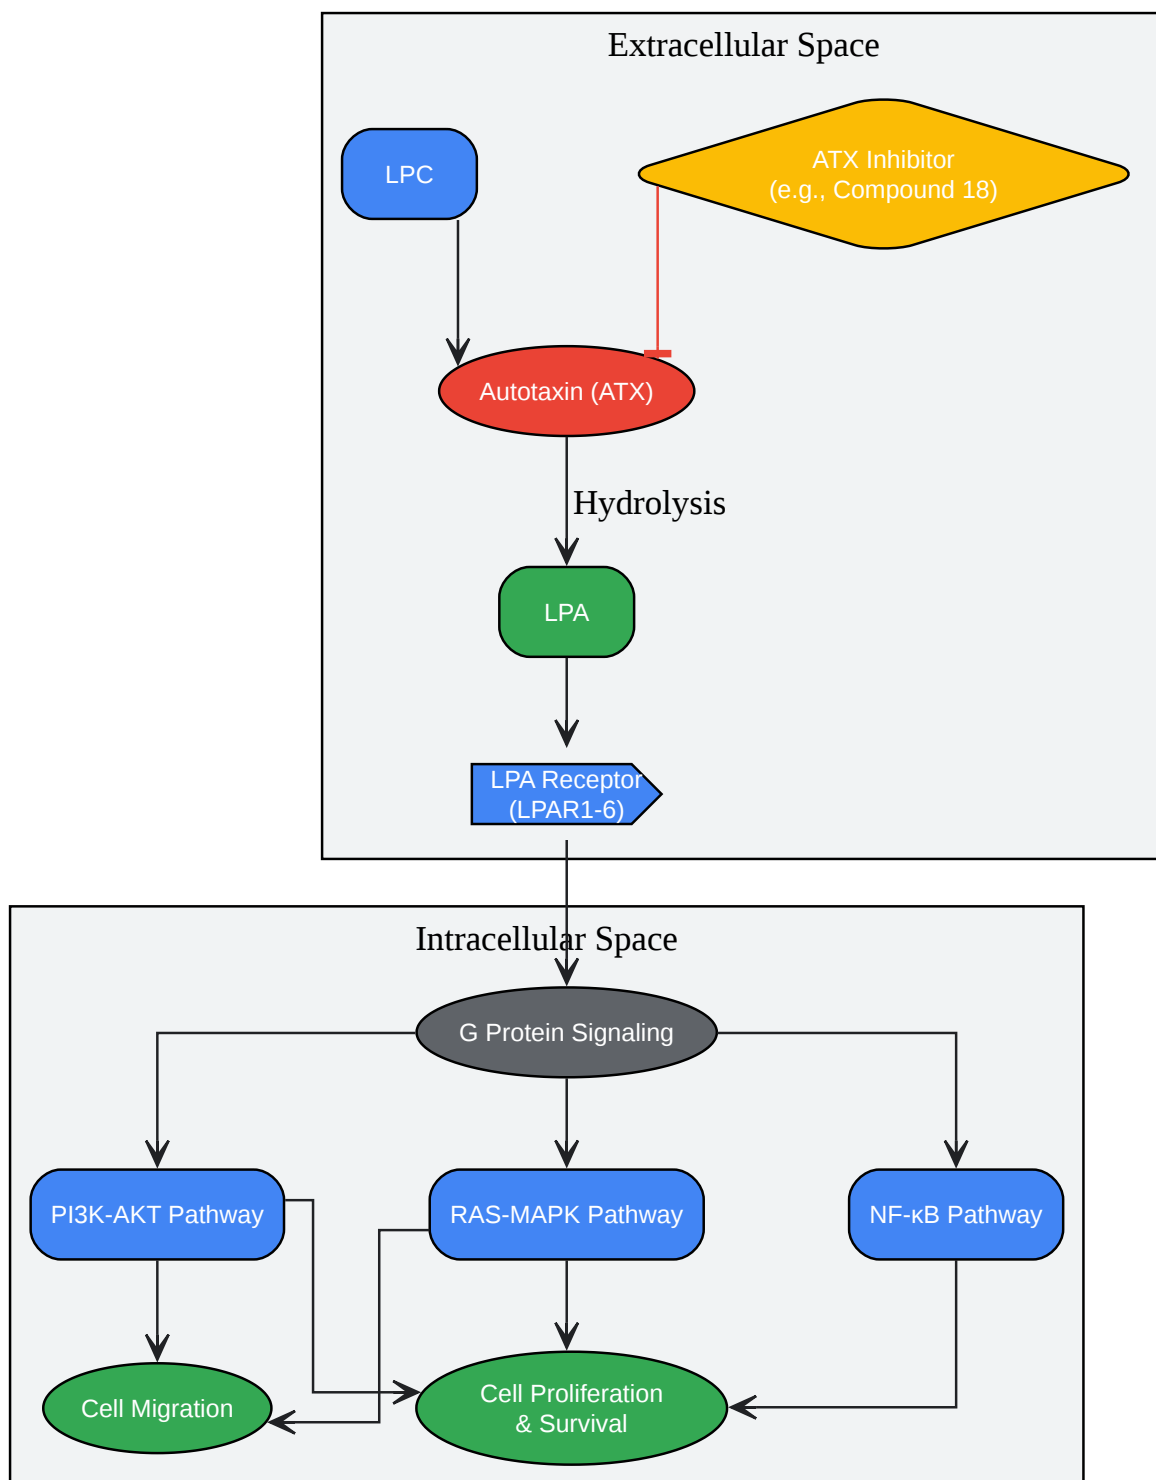 Extracellular Space
LPC
ATX Inhibitor
(e.g., Compound 18)
Autotaxin (ATX)
Hydrolysis
LPA
LPA Receptor
(LPAR1-6)
Intracellular Space
G Protein Signaling
PI3K-AKT Pathway
RAS-MAPK Pathway
NF-κB Pathway
Cell Migration
Cell Proliferation
& Survival